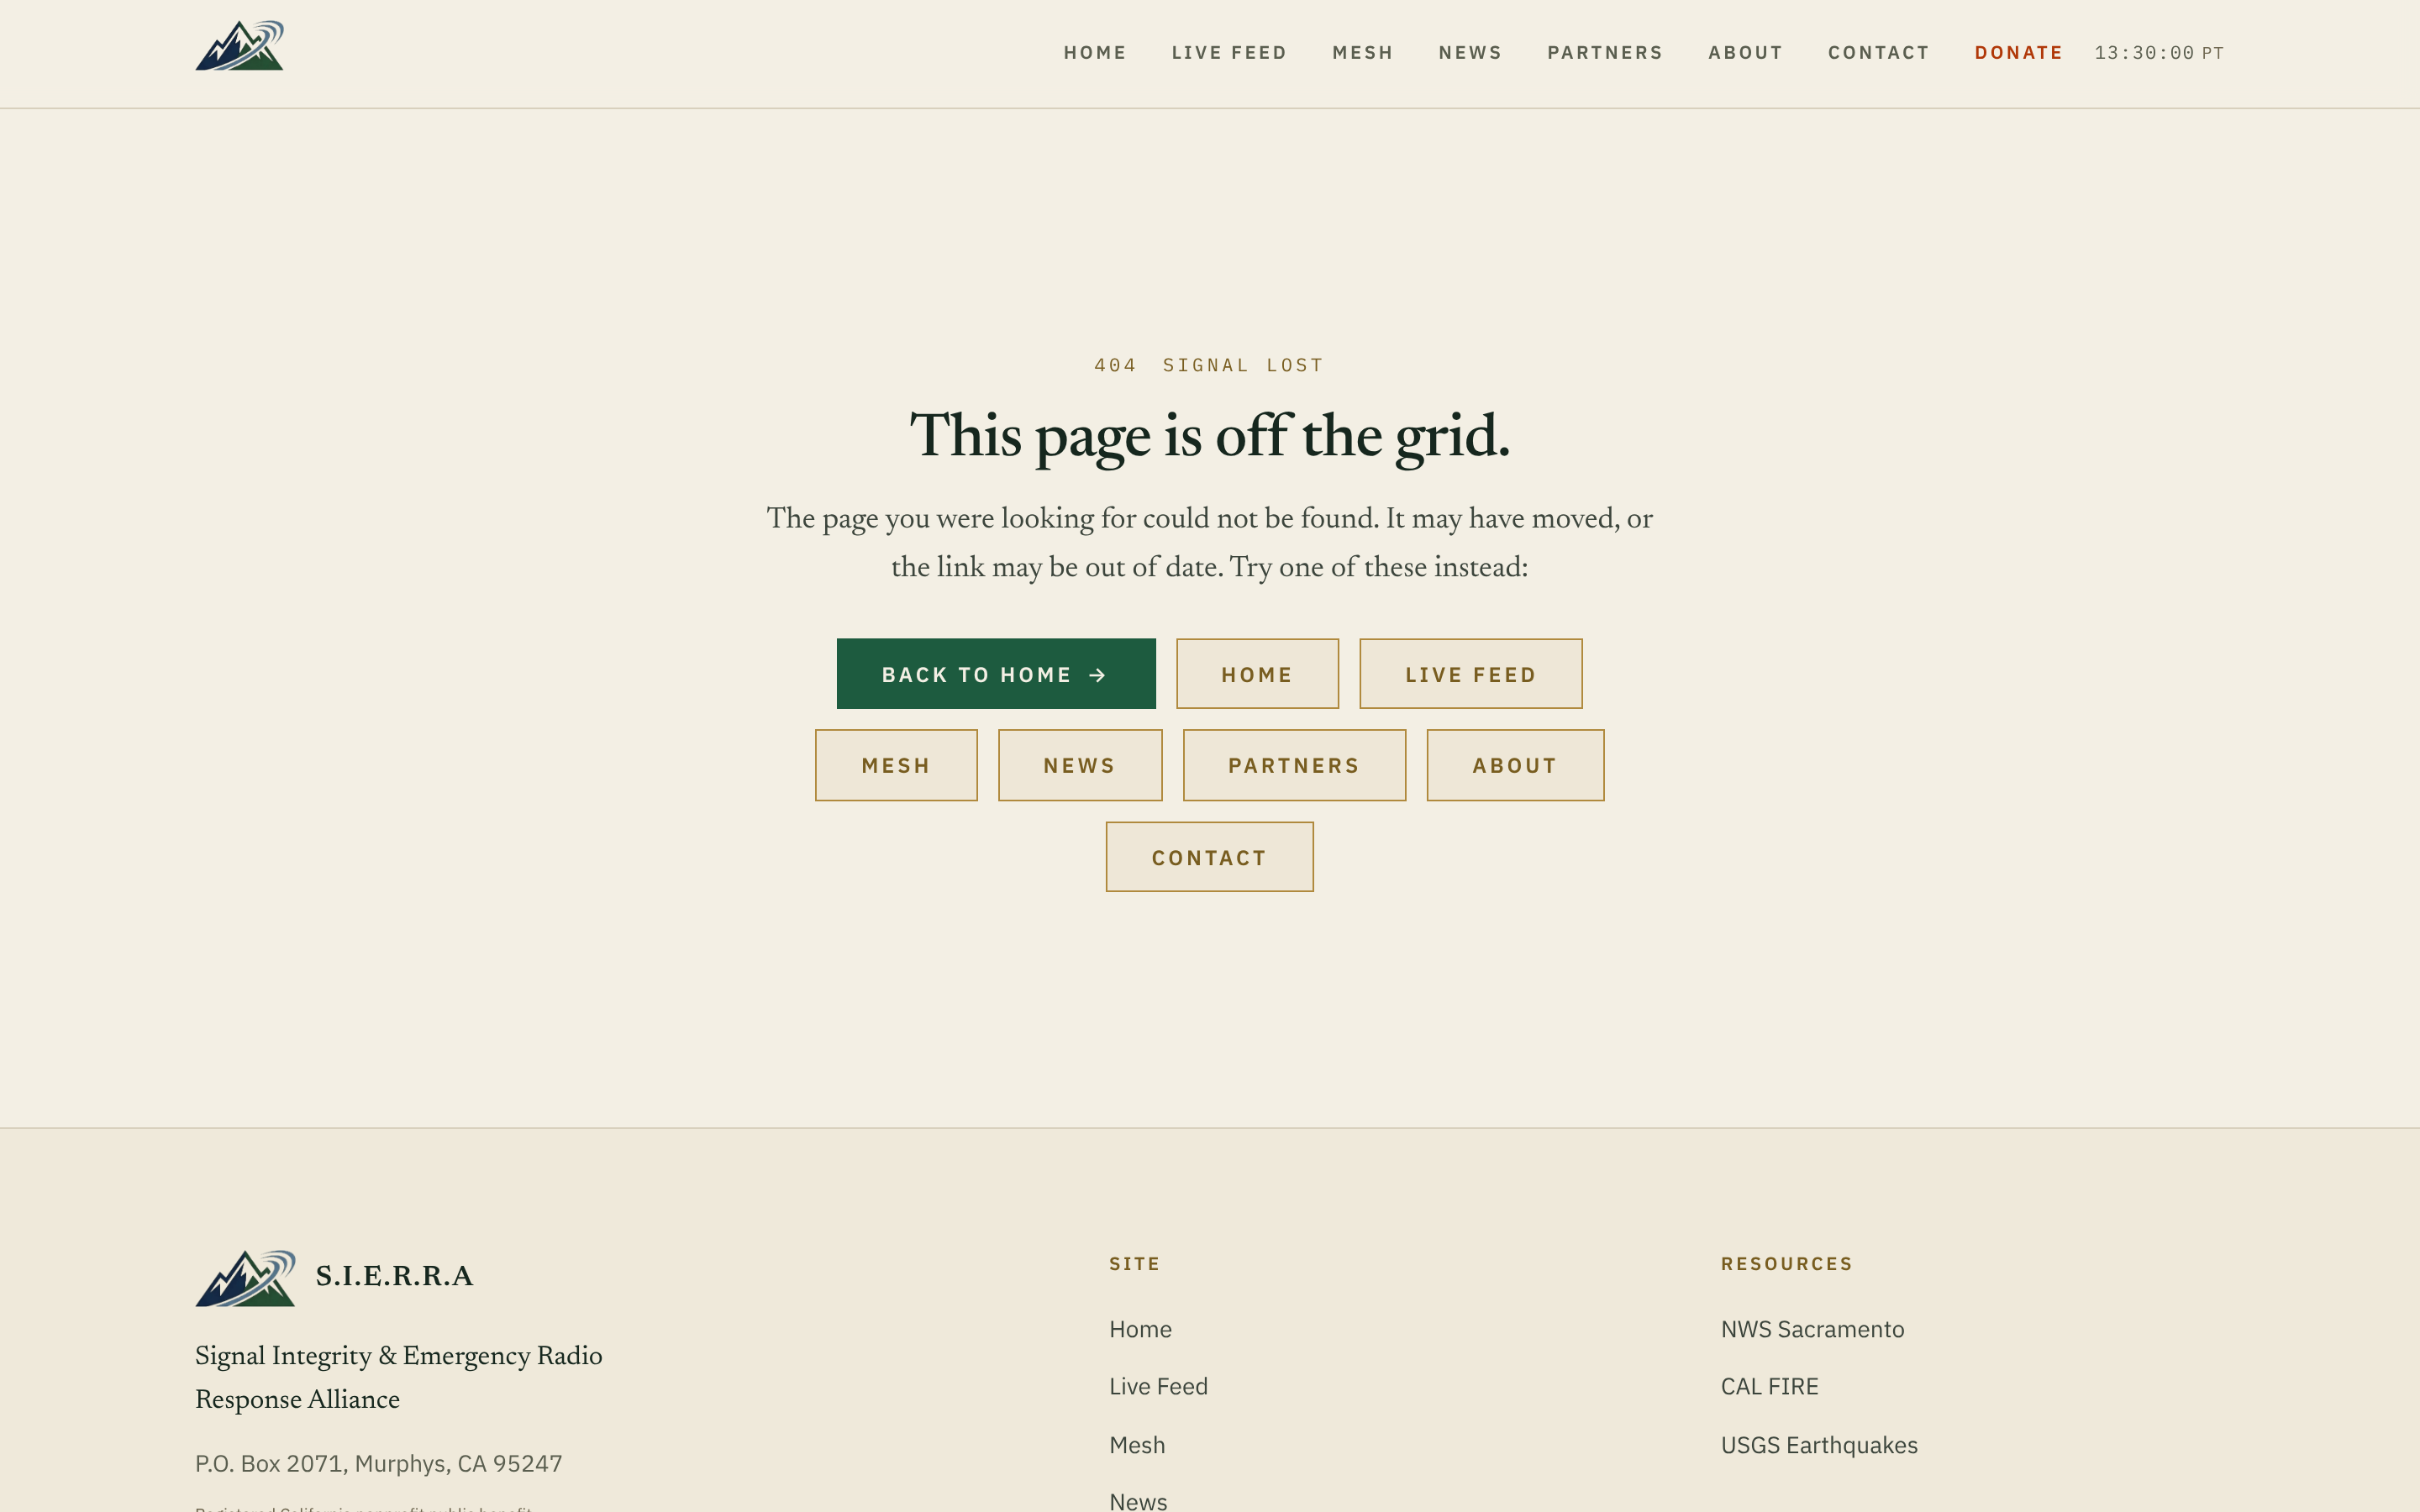 HOME LIVE FEED MESH NEWS PARTNERS ABOUT CONTACT DONATE 13:30:00 PT
404 SIGNAL LOST
This page is off the grid.
The page you were looking for could not be found. It may have moved, or
the link may be out of date. Try one of these instead:
BACK TO HOME → HOME LIVE FEED
MESH NEWS PARTNERS ABOUT
CONTACT
S.I.E.R.R.A
Signal Integrity & Emergency Radio
Response Alliance
P.O. Box 2071, Murphys, CA 95247
SITE
Home
Live Feed
Mesh
News
RESOURCES
NWS Sacramento
CAL FIRE
USGS Earthquakes